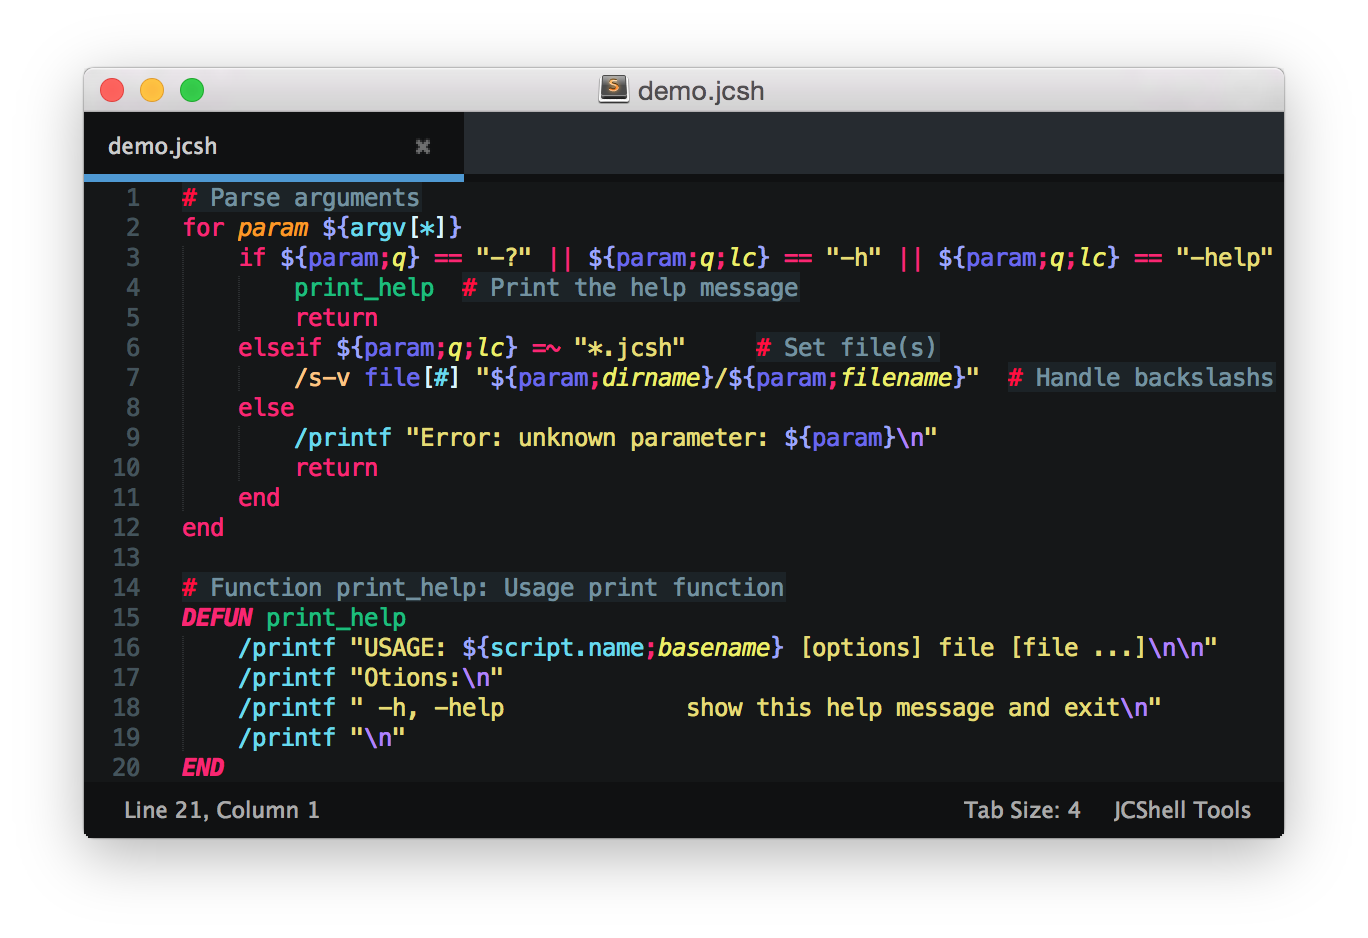 demo.jcsh
demo.jcsh
1 # Parse arguments
2 for param ${argv[*]}
3     if ${param;q} == "-?" || ${param;q;lc} == "-h" || ${param;q;lc} == "-help"
4         print_help  # Print the help message
5         return
6     elseif ${param;q;lc} =~ "*.jcsh"     # Set file(s)
7         /s-v file[#] "${param;dirname}/${param;filename}"  # Handle backslashs
8     else
9         /printf "Error: unknown parameter: ${param}\n"
10         return
11     end
12 end
13
14 # Function print_help: Usage print function
15 DEFUN print_help
16     /printf "USAGE: ${script.name;basename} [options] file [file ...]\n\n"
17     /printf "Otions:\n"
18     /printf " -h, -help             show this help message and exit\n"
19     /printf "\n"
20 END
Line 21, Column 1 Tab Size: 4 JCShell Tools